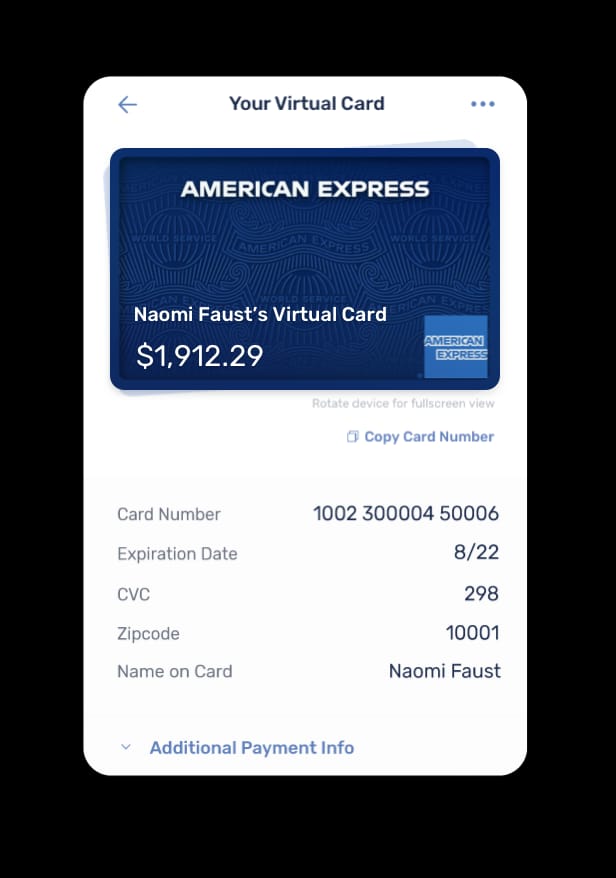 Your Virtual Card
AMERICAN EXPRESS
WORLD SERVICE
AMERICAN EXPRESS
WORLD SERVICE
WORLD SERVICE
Naomi Faust's Virtual Card
$1,912.29
AMERICAN
EXPRESS
Rotate device for fullscreen view
Copy Card Number
Card Number 1002 300004 50006
Expiration Date 8/22
CVC 298
Zipcode 10001
Name on Card Naomi Faust
Additional Payment Info